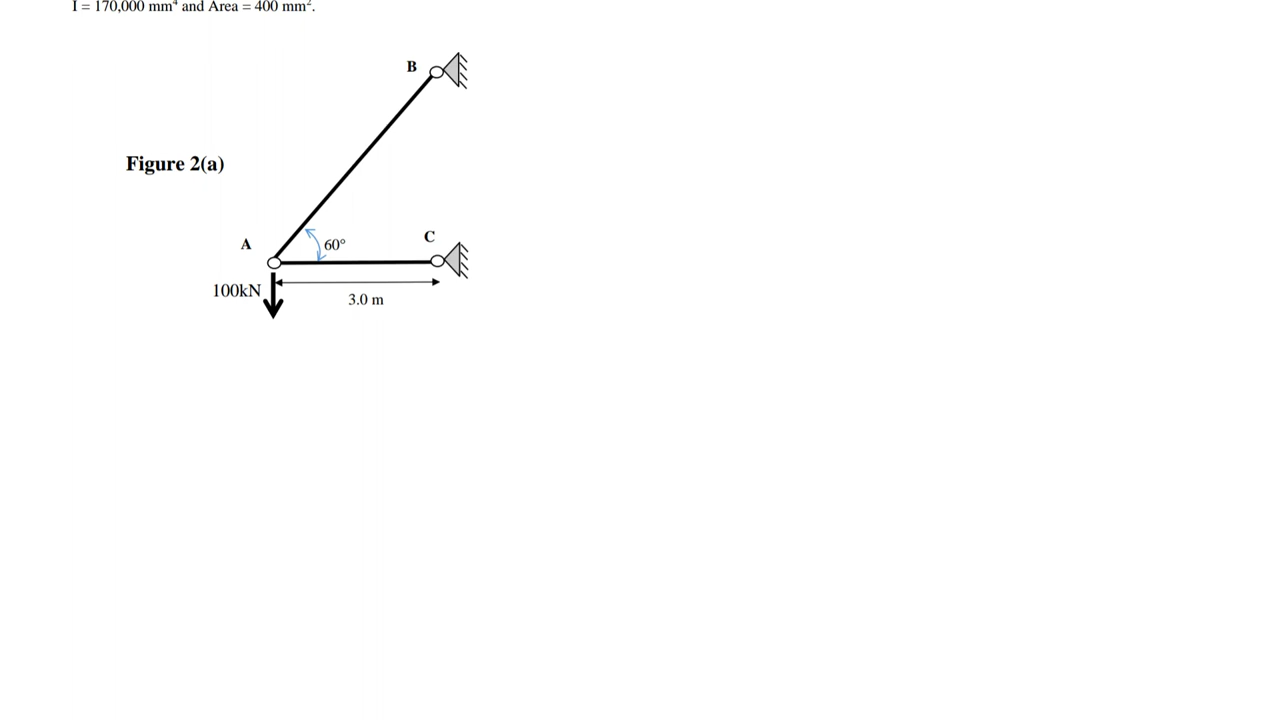 I = 170,000 mm⁴ and Area = 400 mm².
B
Figure 2(a)
A
60°
C
100kN
3.0 m